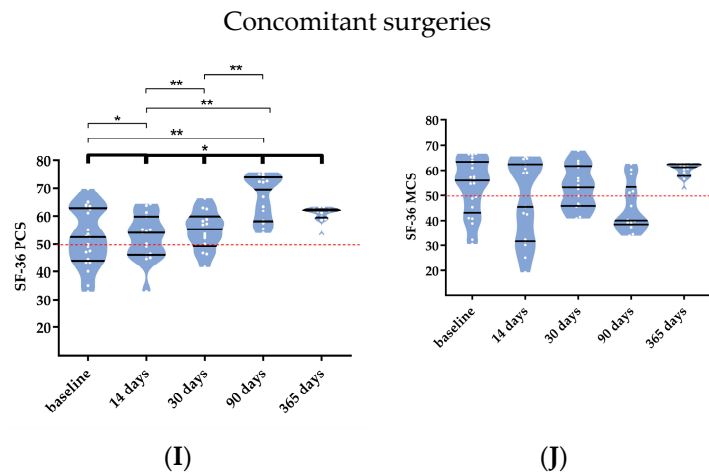 Concomitant surgeries
**
** **
* **
*
SF-36 PCS
80
70
60
50
40
30
20
baseline
14 days
30 days
90 days
365 days
(I)
SF-36 MCS
80
70
60
50
40
30
20
baseline
14 days
30 days
90 days
365 days
(J)